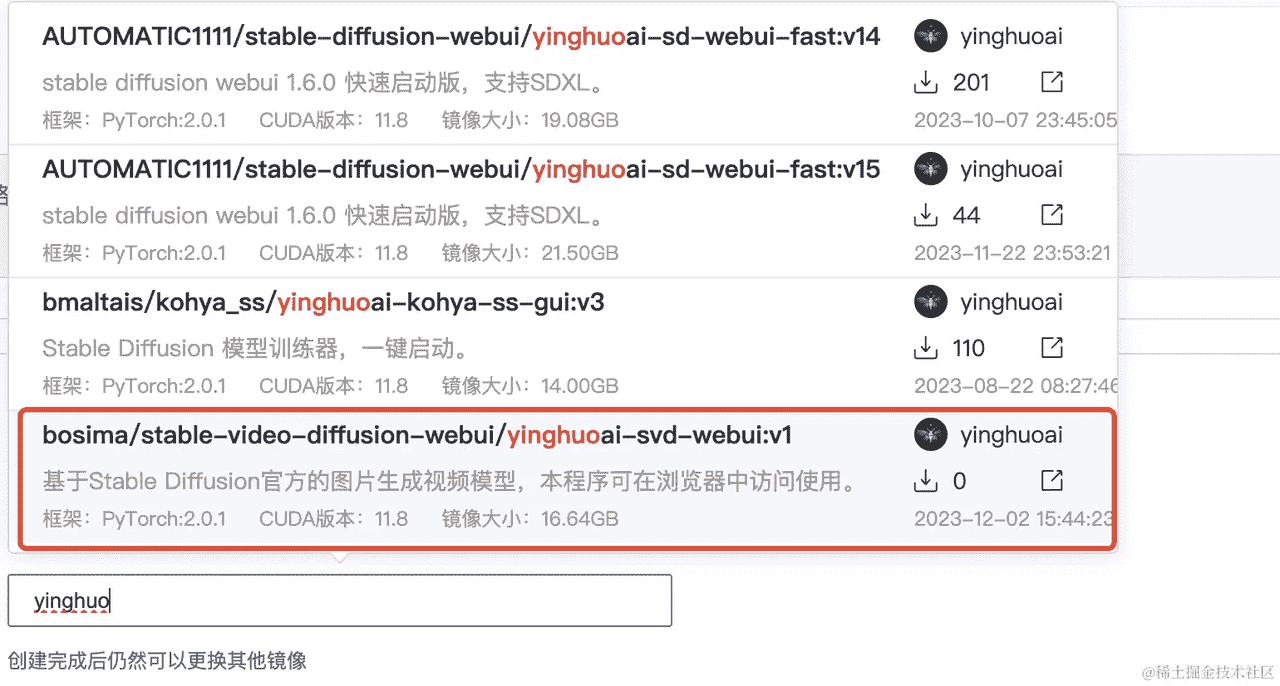 AUTOMATIC1111/stable-diffusion-webui/yinghuoai-sd-webui-fast:v14 yinghuoai
stable diffusion webui 1.6.0 快速启动版，支持SDXL。 201
框架：PyTorch:2.0.1 CUDA版本：11.8 镜像大小：19.08GB 2023-10-07 23:45:05
AUTOMATIC1111/stable-diffusion-webui/yinghuoai-sd-webui-fast:v15 yinghuoai
stable diffusion webui 1.6.0 快速启动版，支持SDXL。 44
框架：PyTorch:2.0.1 CUDA版本：11.8 镜像大小：21.50GB 2023-11-22 23:53:21
bmaltais/kohya_ss/yinghuoai-kohya-ss-gui:v3 yinghuoai
Stable Diffusion 模型训练器，一键启动。 110
框架：PyTorch:2.0.1 CUDA版本：11.8 镜像大小：14.00GB 2023-08-22 08:27:46
bosima/stable-video-diffusion-webui/yinghuoai-svd-webui:v1 yinghuoai
基于Stable Diffusion官方的图片生成视频模型，本程序可在浏览器中访问使用。 0
框架：PyTorch:2.0.1 CUDA版本：11.8 镜像大小：16.64GB 2023-12-02 15:44:23
yinghuo
创建完成后仍然可以更换其他镜像
@稀土掘金技术社区